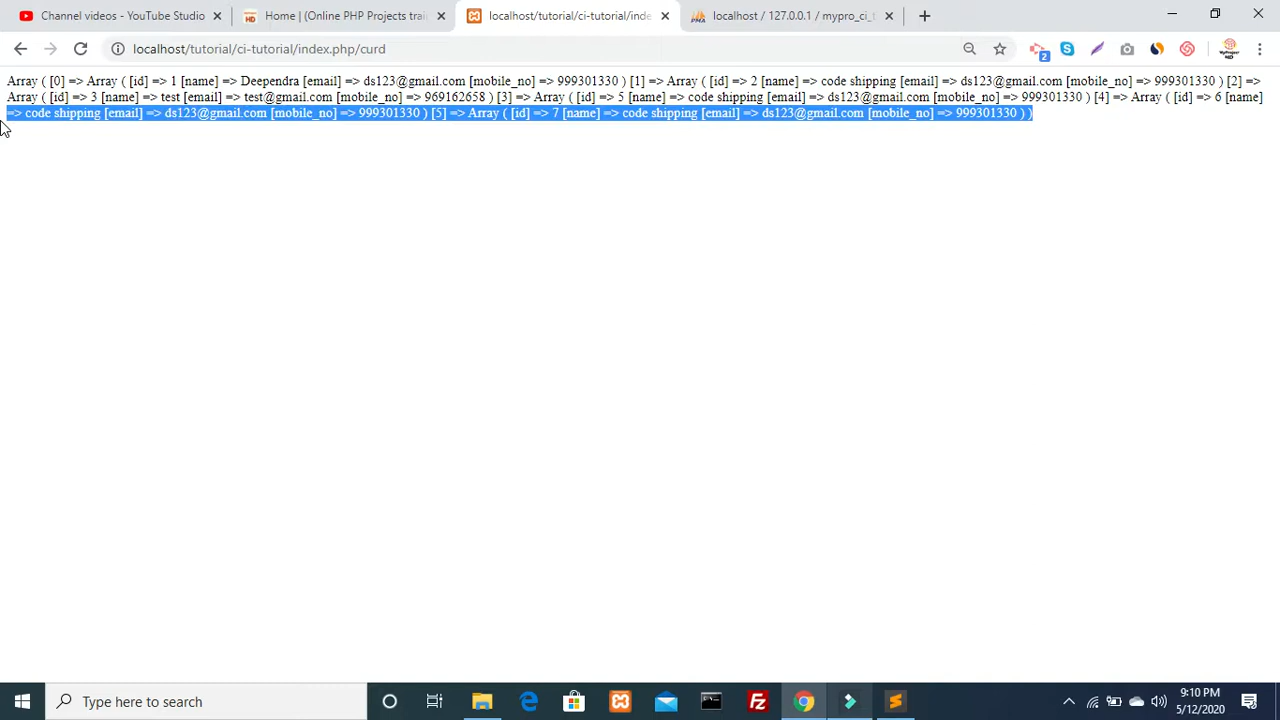 Channel videos - YouTube Studio
Home | (Online PHP Projects trai
localhost/tutorial/ci-tutorial/inde
localhost / 127.0.0.1 / mypro_ci_t
localhost/tutorial/ci-tutorial/index.php/curd
2
Array ( [0] => Array ( [id] => 1 [name] => Deependra [email] => ds123@gmail.com [mobile_no] => 999301330 ) [1] => Array ( [id] => 2 [name] => code shipping [email] => ds123@gmail.com [mobile_no] => 999301330 ) [2] =>
Array ( [id] => 3 [name] => test [email] => test@gmail.com [mobile_no] => 969162658 ) [3] => Array ( [id] => 5 [name] => code shipping [email] => ds123@gmail.com [mobile_no] => 999301330 ) [4] => Array ( [id] => 6 [name]
=> code shipping [email] => ds123@gmail.com [mobile_no] => 999301330 ) [5] => Array ( [id] => 7 [name] => code shipping [email] => ds123@gmail.com [mobile_no] => 999301330 ) )
Type here to search
9:10 PM
5/12/2020